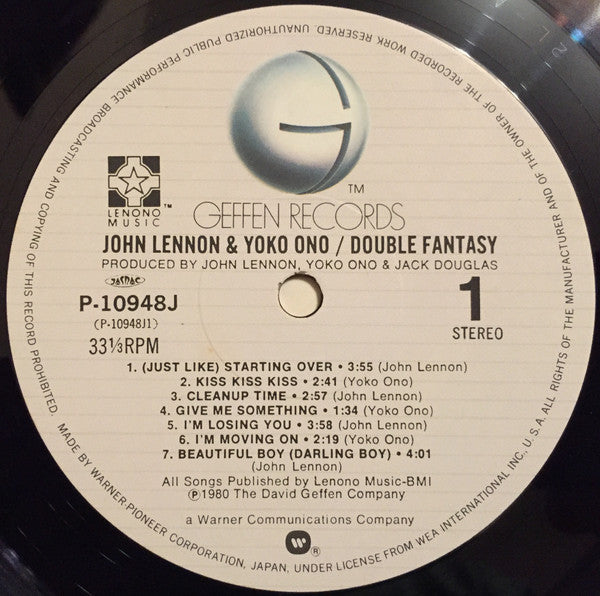 ALL RIGHTS OF THE MANUFACTURER AND OF THE OWNER OF THE RECORDED WORK RESERVED. UNAUTHORIZED PUBLIC PERFORMANCE BROADCASTING AND COPYING OF THIS RECORD PROHIBITED.
TM
LENONO
MUSIC
TM
GEFFEN RECORDS
JOHN LENNON & YOKO ONO / DOUBLE FANTASY
PRODUCED BY JOHN LENNON, YOKO ONO & JACK DOUGLAS
JASRAC
P-10948J
(P-10948J1)
33⅓RPM
1
STEREO
1. (JUST LIKE) STARTING OVER • 3:55 (John Lennon)
2. KISS KISS KISS • 2:41 (Yoko Ono)
3. CLEANUP TIME • 2:57 (John Lennon)
4. GIVE ME SOMETHING • 1:34 (Yoko Ono)
5. I'M LOSING YOU • 3:58 (John Lennon)
6. I'M MOVING ON • 2:19 (Yoko Ono)
7. BEAUTIFUL BOY (DARLING BOY) • 4:01
(John Lennon)
All Songs Published by Lenono Music-BMI
℗1980 The David Geffen Company
a Warner Communications Company
W®
MADE BY WARNER-PIONEER CORPORATION, JAPAN, UNDER LICENSE FROM WEA INTERNATIONAL INC., U.S.A.